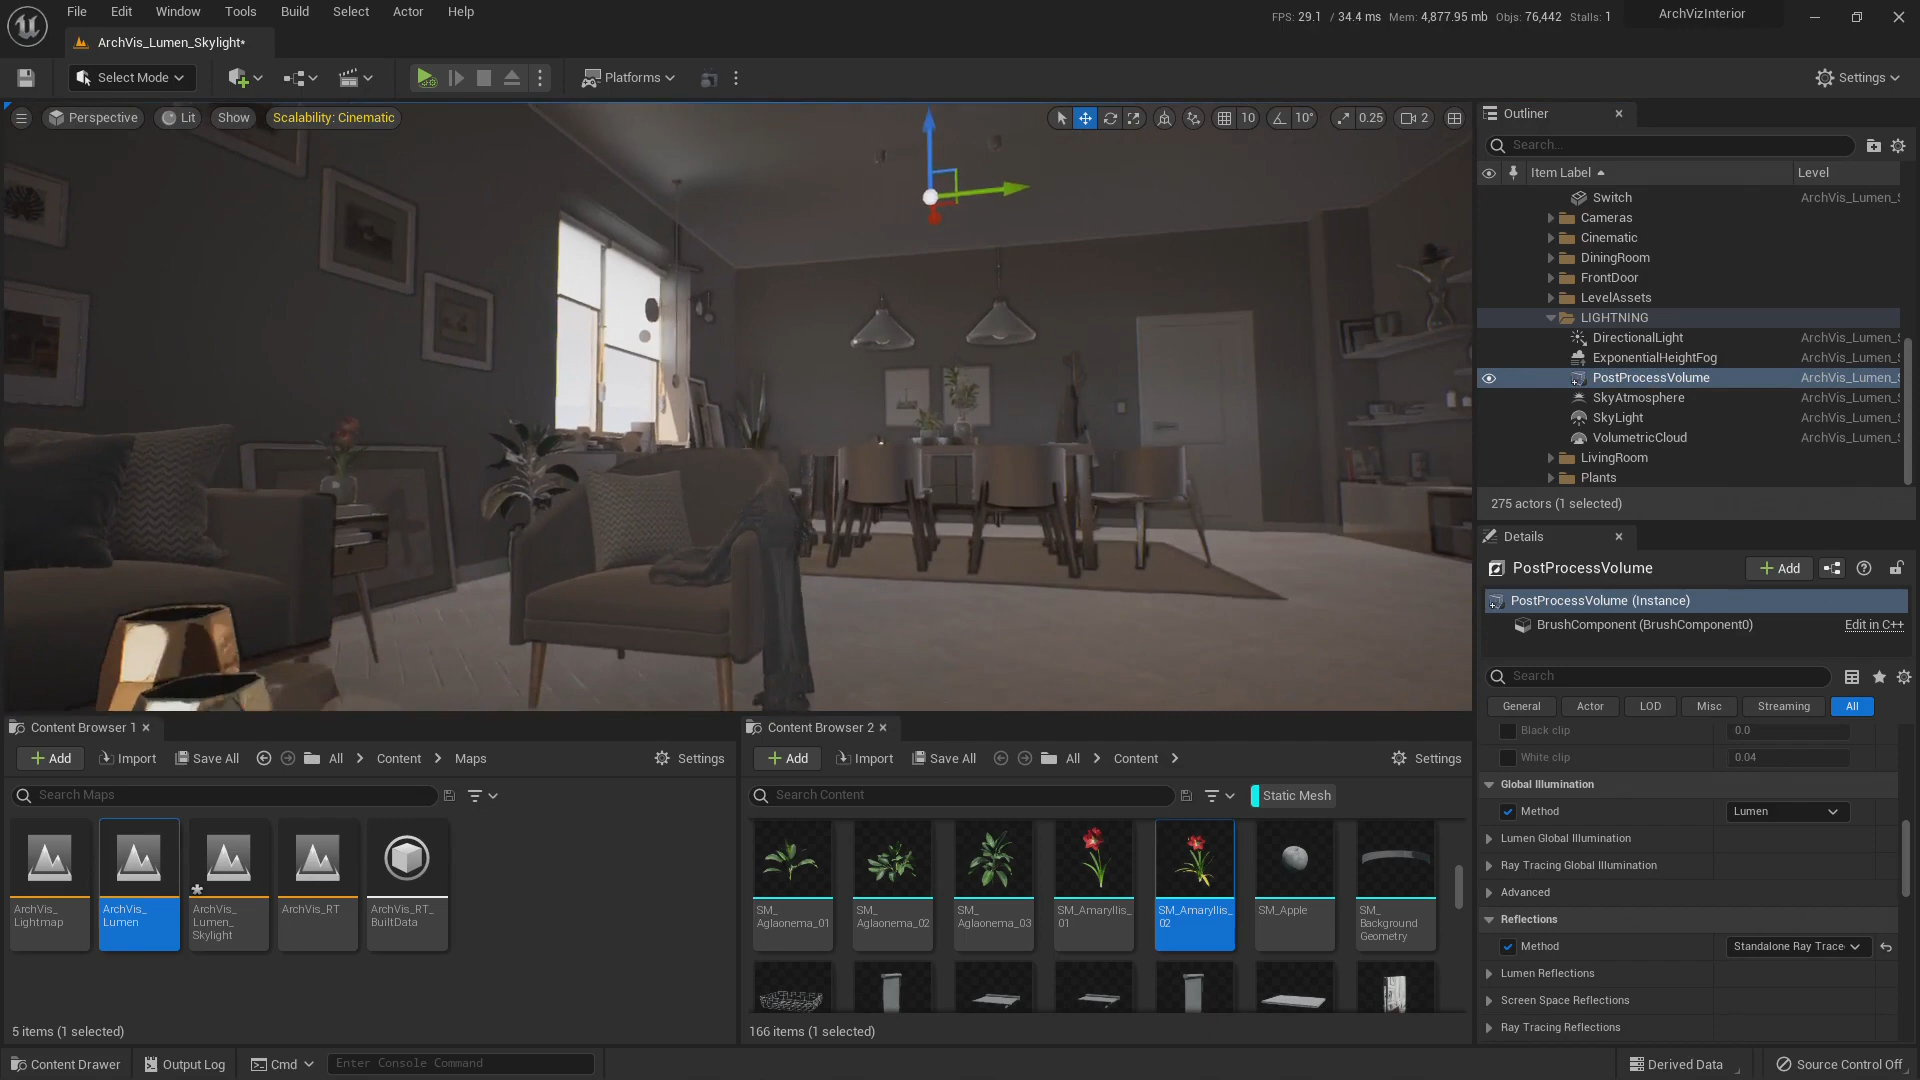 File Edit Window Tools Build Select Actor Help
FPS: 29.1 / 34.4 ms Mem: 4,877.95 mb Objs: 76,442 Stalls: 1
ArchVizInterior
ArchVis_Lumen_Skylight*
Select Mode
Platforms
Settings
Perspective Lit Show Scalability: Cinematic
10 10° 0.25 2
Outliner
Search...
Item Label Level
Switch ArchVis_Lumen_S
Cameras
Cinematic
DiningRoom
FrontDoor
LevelAssets
LIGHTNING
DirectionalLight ArchVis_Lumen_S
ExponentialHeightFog ArchVis_Lumen_S
PostProcessVolume ArchVis_Lumen_S
SkyAtmosphere ArchVis_Lumen_S
SkyLight ArchVis_Lumen_S
VolumetricCloud ArchVis_Lumen_S
LivingRoom
Plants
275 actors (1 selected)
Details
PostProcessVolume
Add
PostProcessVolume (Instance)
BrushComponent (BrushComponent0) Edit in C++
Search
General Actor LOD Misc Streaming All
Black clip 0.0
White clip 0.04
Global Illumination
Method Lumen
Lumen Global Illumination
Ray Tracing Global Illumination
Advanced
Reflections
Method Standalone Ray Trace
Lumen Reflections
Screen Space Reflections
Ray Tracing Reflections
Content Browser 1
Add Import Save All All Content Maps Settings
Search Maps
ArchVis_
Lightmap
ArchVis_
Lumen
ArchVis_
Lumen_
Skylight
ArchVis_RT
ArchVis_RT_
BuiltData
5 items (1 selected)
Content Browser 2
Add Import Save All All Content Settings
Search Content
Static Mesh
SM_
Aglaonema_01
SM_
Aglaonema_02
SM_
Aglaonema_03
SM_Amaryllis_
01
SM_Amaryllis_
02
SM_Apple
SM_
Background
Geometry
166 items (1 selected)
Content Drawer Output Log Cmd Enter Console Command
Derived Data Source Control Off